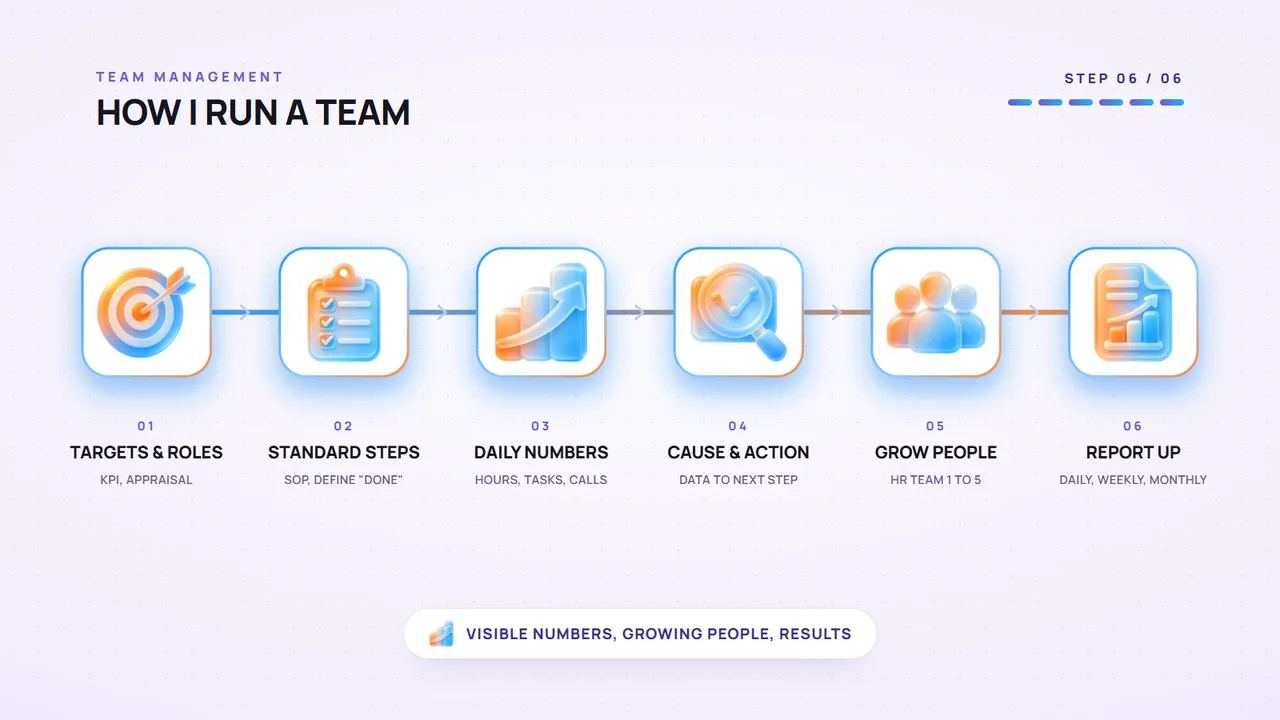 TEAM MANAGEMENT
HOW I RUN A TEAM
STEP 06 / 06
01
TARGETS & ROLES
KPI, APPRAISAL
02
STANDARD STEPS
SOP, DEFINE "DONE"
03
DAILY NUMBERS
HOURS, TASKS, CALLS
04
CAUSE & ACTION
DATA TO NEXT STEP
05
GROW PEOPLE
HR TEAM 1 TO 5
06
REPORT UP
DAILY, WEEKLY, MONTHLY
VISIBLE NUMBERS, GROWING PEOPLE, RESULTS